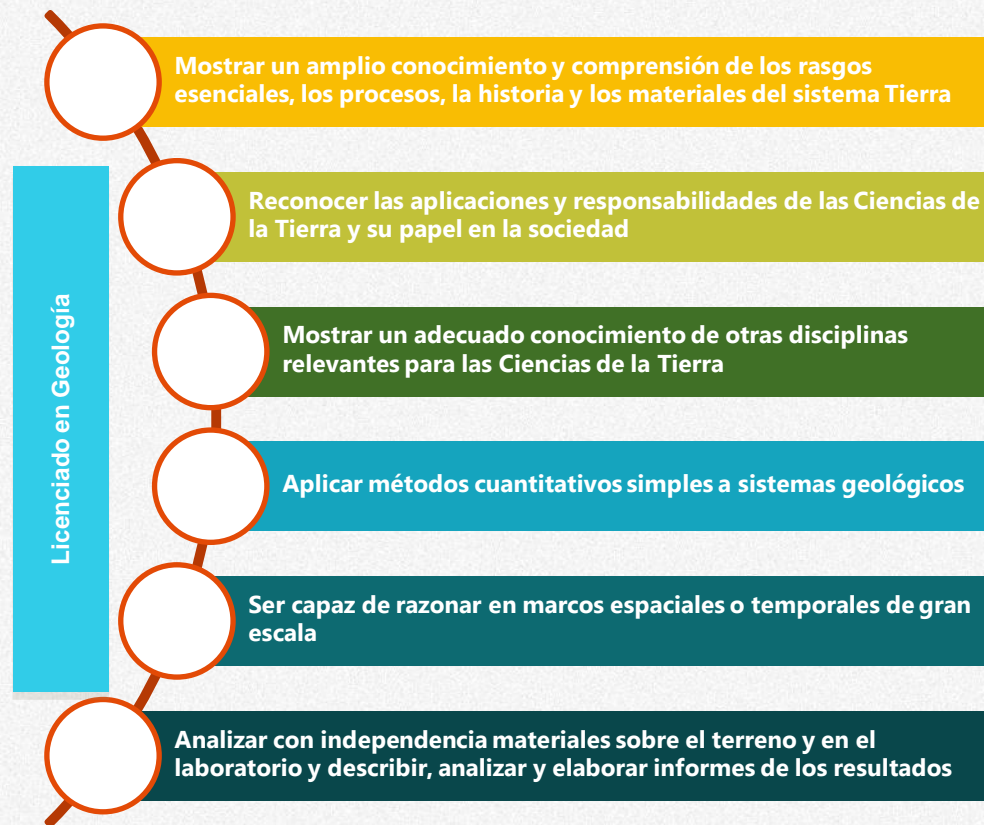 Mostrar un amplio conocimiento y comprensión de los rasgos
esenciales, los procesos, la historia y los materiales del sistema Tierra
Reconocer las aplicaciones y responsabilidades de las Ciencias de
la Tierra y su papel en la sociedad
Licenciado en Geología
Mostrar un adecuado conocimiento de otras disciplinas
relevantes para las Ciencias de la Tierra
Aplicar métodos cuantitativos simples a sistemas geológicos
Ser capaz de razonar en marcos espaciales o temporales de gran
escala
Analizar con independencia materiales sobre el terreno y en el
laboratorio y describir, analizar y elaborar informes de los resultados